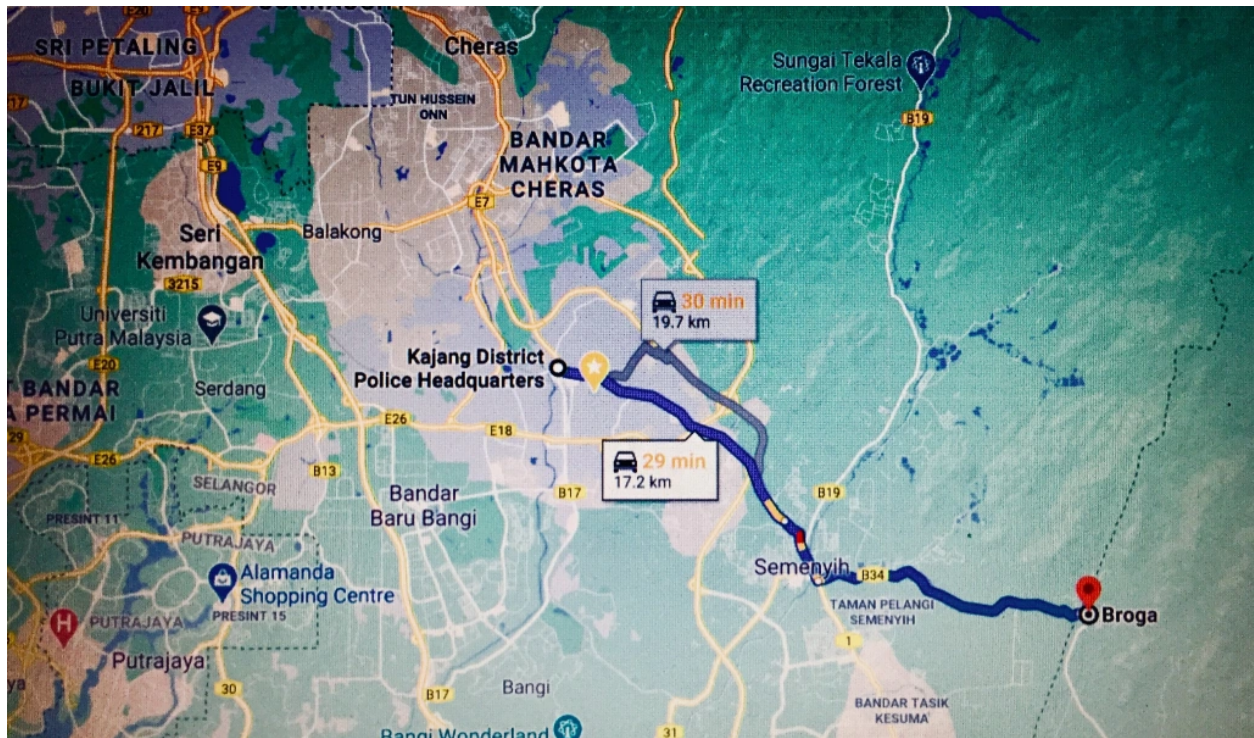 E20
SRI PETALING
BUKIT JALIL
217
E37
E9
Cheras
TUN HUSSEIN
ONN
BANDAR
MAHKOTA
CHERAS
Sungai Tekala
Recreation Forest
B19
E7
Balakong
Seri
Kembangan
3215
Universiti
Putra Malaysia
Serdang
E20
BANDAR
PERMAI
30 min
19.7 km
Kajang District
Police Headquarters
E26
E18
29 min
17.2 km
E26
B13
SELANGOR
PRESINT 11
PUTRAJAYA
Bandar
Baru Bangi
B17
B19
Semenyih
B34
TAMAN PELANGI
SEMENYIH
Broga
Alamanda
Shopping Centre
PRESINT 15
H
PUTRAJAYA
Putrajaya
30
B17
Bangi
1
BANDAR TASIK
KESUMA
31
Bangi Wonderland